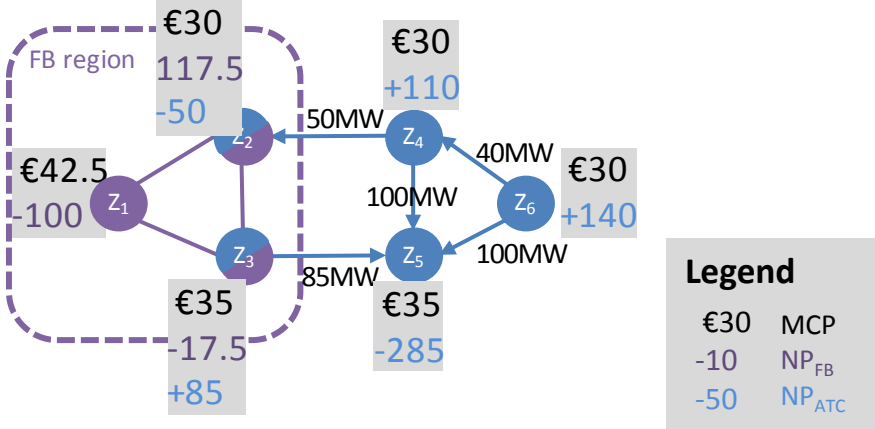 €30
117.5
-50
FB region
€30
+110
50MW
Z2
Z4
40MW
€42.5
-100
Z1
100MW
Z6
€30
+140
Z3
85MW
Z5
100MW
€35
-17.5
+85
€35
-285
Legend
€30 MCP
-10 NPFB
-50 NPATC